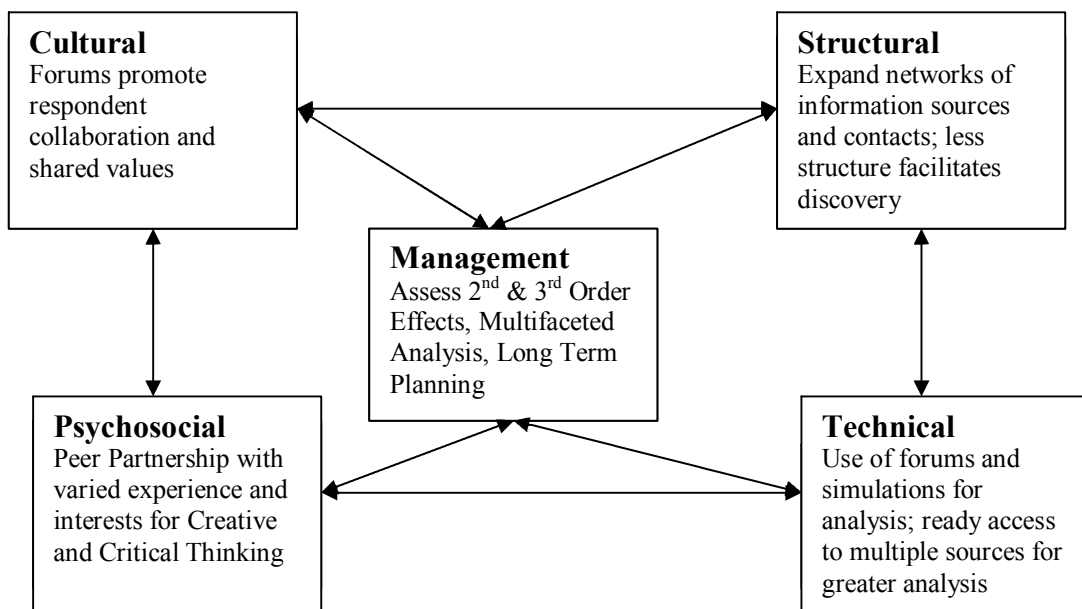 Cultural
Forums promote
respondent
collaboration and
shared values
Structural
Expand networks of
information sources
and contacts; less
structure facilitates
discovery
Management
Assess 2nd & 3rd Order
Effects, Multifaceted
Analysis, Long Term
Planning
Psychosocial
Peer Partnership with
varied experience and
interests for Creative
and Critical Thinking
Technical
Use of forums and
simulations for
analysis; ready access
to multiple sources for
greater analysis